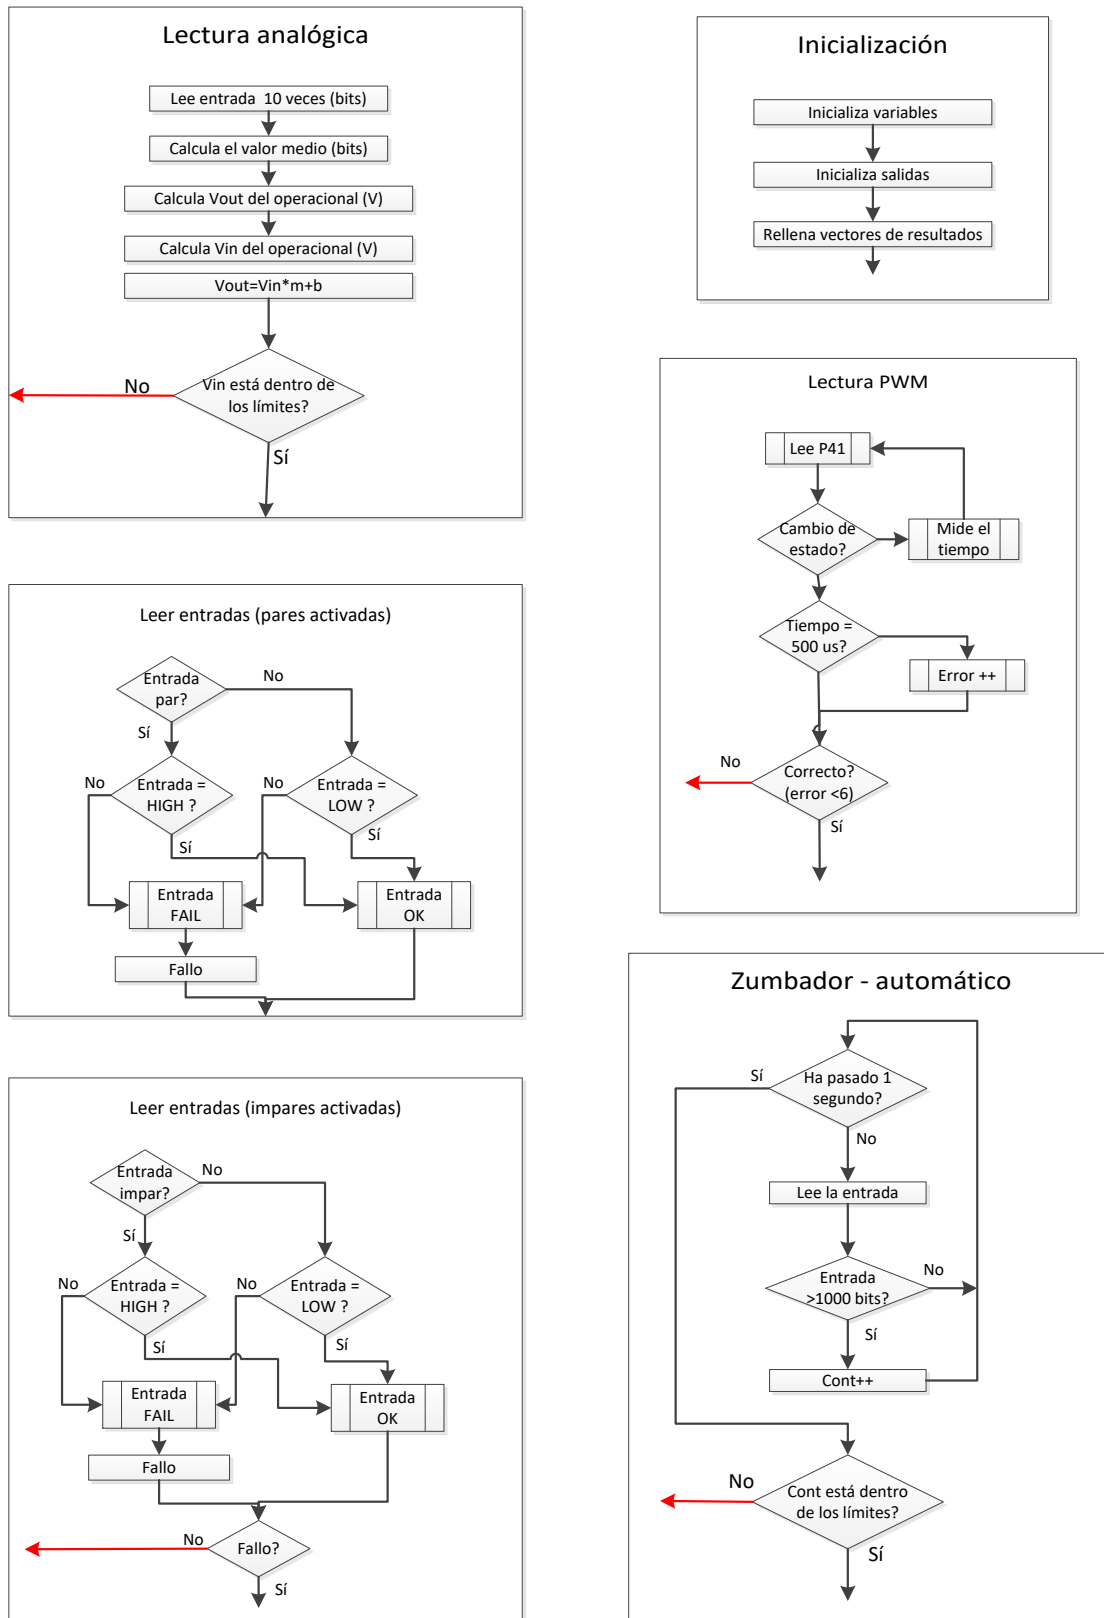 Lectura analógica
Lee entrada  10 veces (bits)
Calcula el valor medio (bits)
Calcula Vout del operacional (V)
Calcula Vin del operacional (V)
Vout=Vin*m+b
Vin está dentro de
los límites?
No
Sí
Inicialización
Inicializa variables
Inicializa salidas
Rellena vectores de resultados
Lectura PWM
Lee P41
Cambio de
estado?
Mide el
tiempo
Tiempo =
500 us?
Error ++
Correcto?
(error <6)
No
Sí
Leer entradas (pares activadas)
Entrada
par?
No
Sí
Entrada =
HIGH ?
No
Sí
Entrada =
LOW ?
No
Sí
Entrada
FAIL
Entrada
OK
Fallo
Leer entradas (impares activadas)
Entrada
impar?
No
Sí
Entrada =
HIGH ?
No
Sí
Entrada =
LOW ?
No
Sí
Entrada
FAIL
Entrada
OK
Fallo
Fallo?
No
Sí
Zumbador - automático
Ha pasado 1
segundo?
Sí
No
Lee la entrada
Entrada
>1000 bits?
No
Sí
Cont++
Cont está dentro
de los límites?
No
Sí